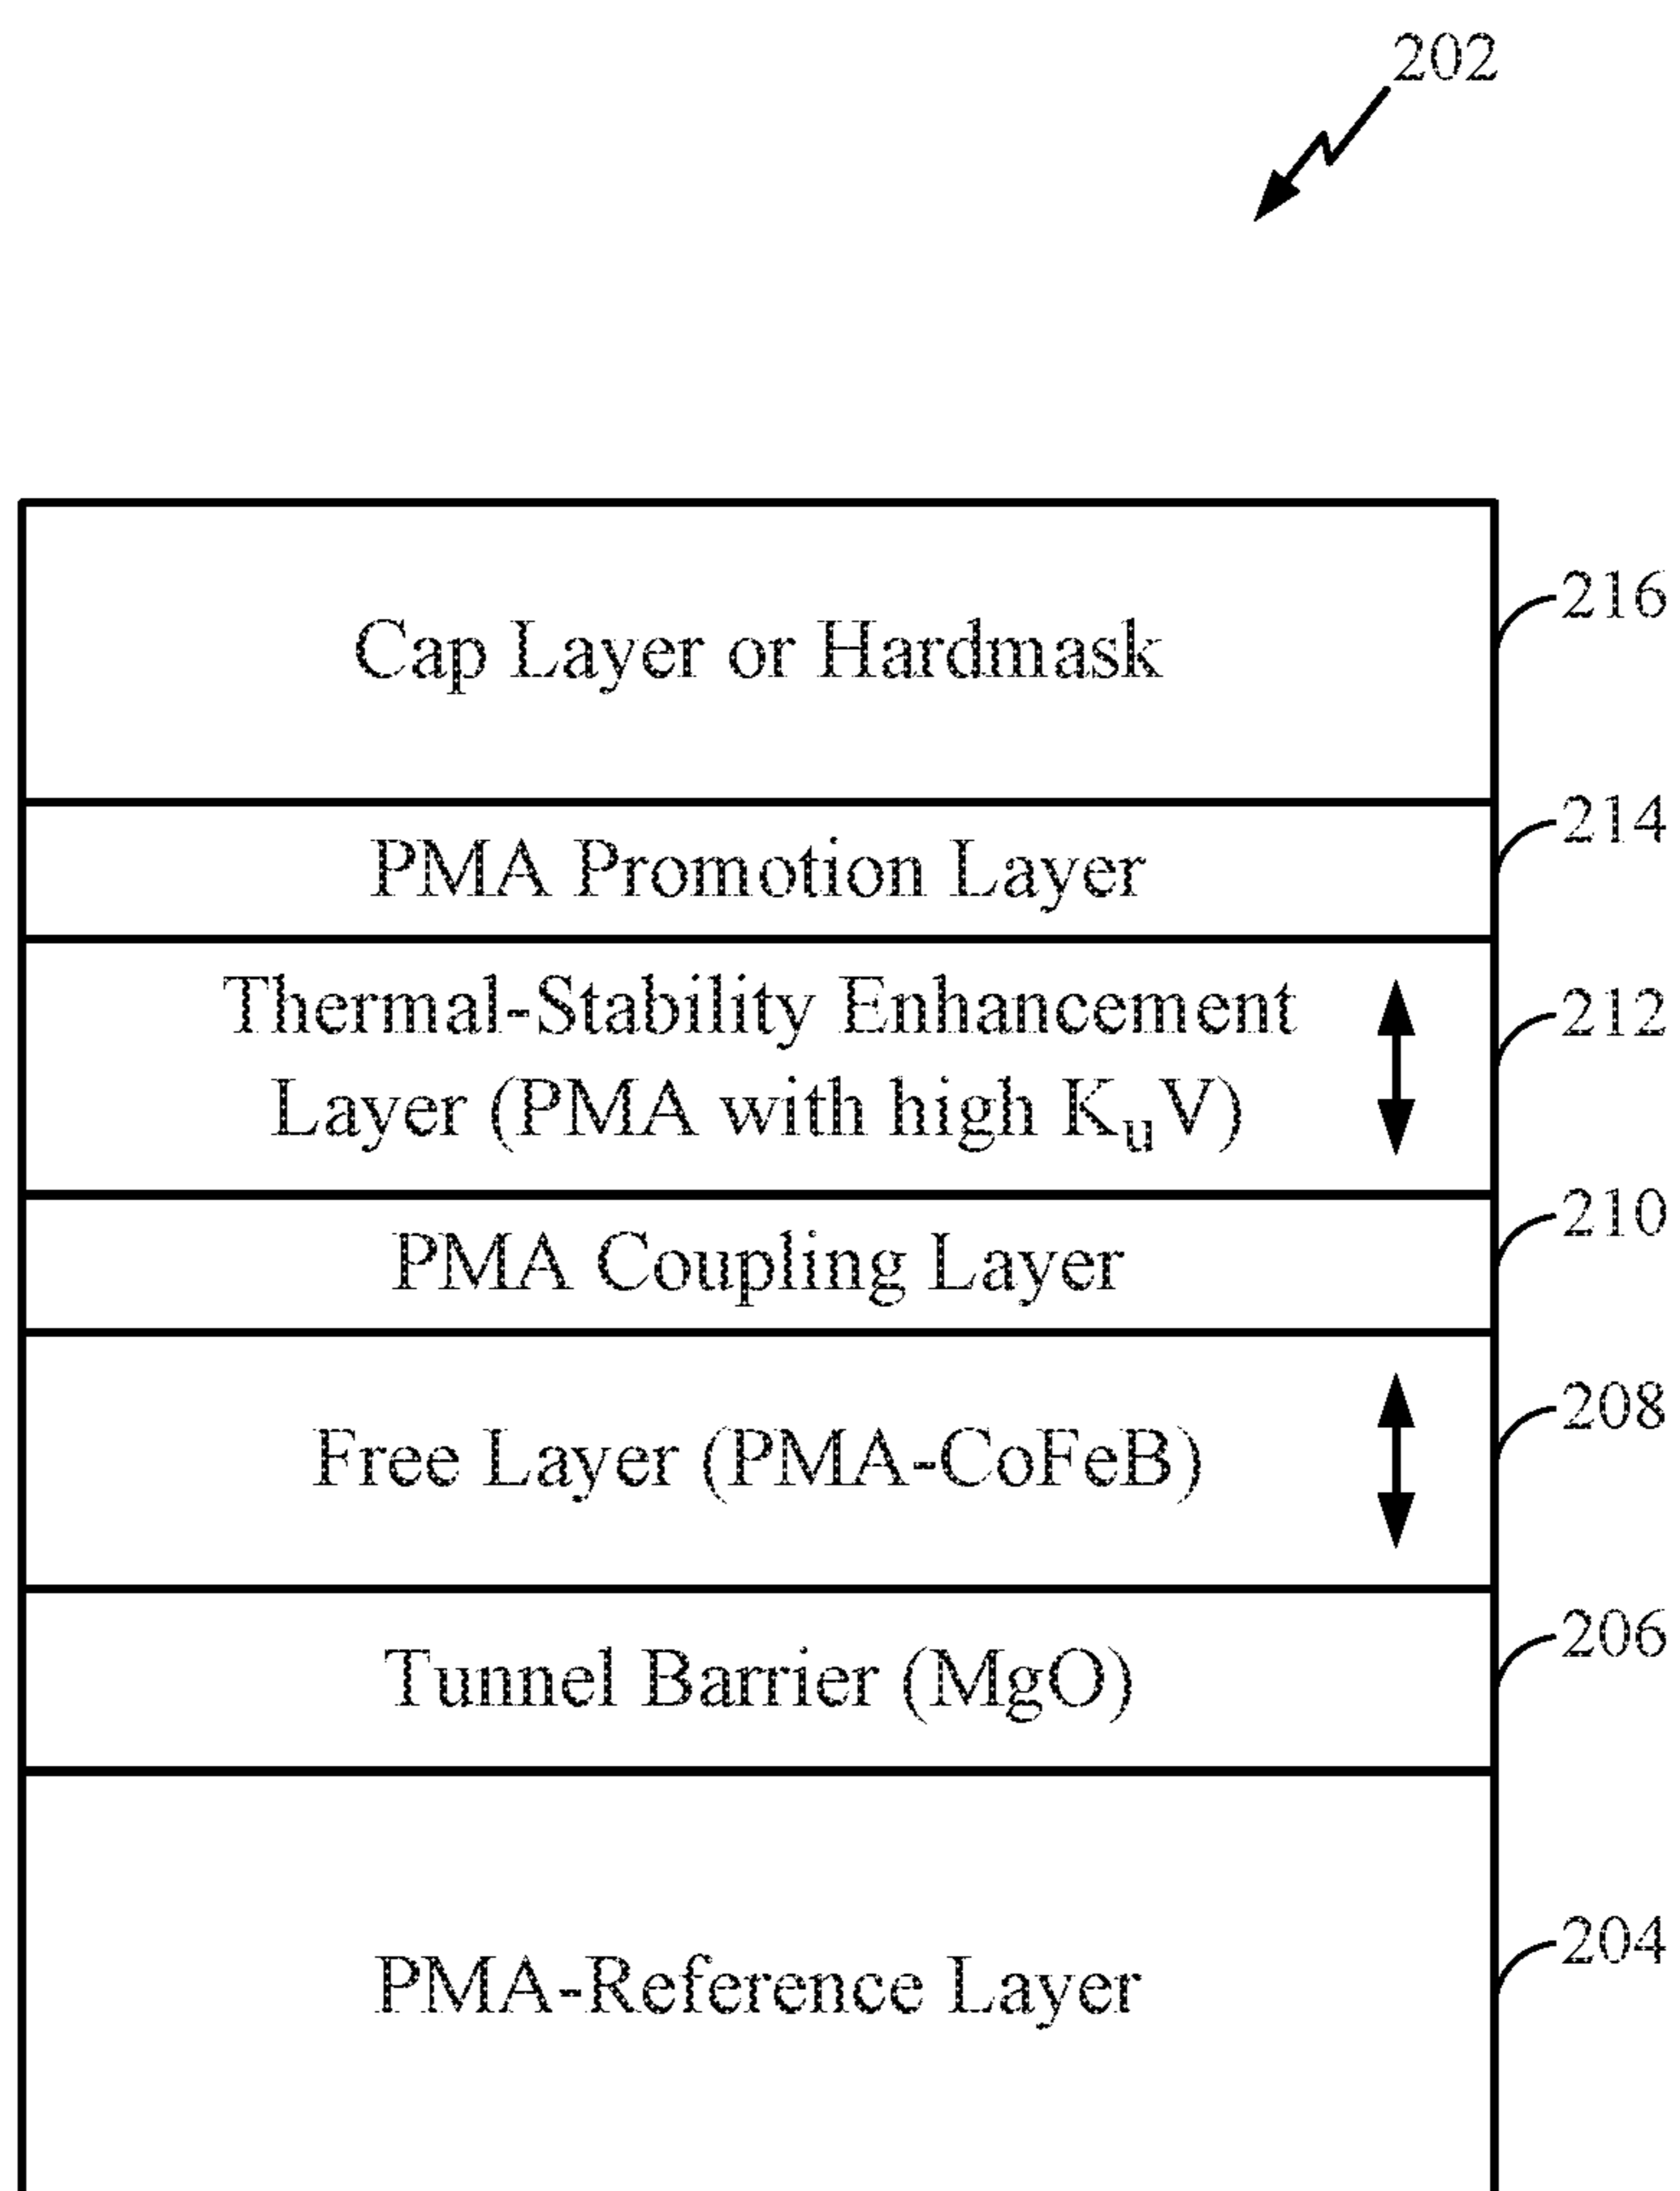 202
Cap Layer or Hardmask
216
PMA Promotion Layer
214
Thermal-Stability Enhancement
Layer (PMA with high KuV)
212
PMA Coupling Layer
210
Free Layer (PMA-CoFeB)
208
Tunnel Barrier (MgO)
206
PMA-Reference Layer
204